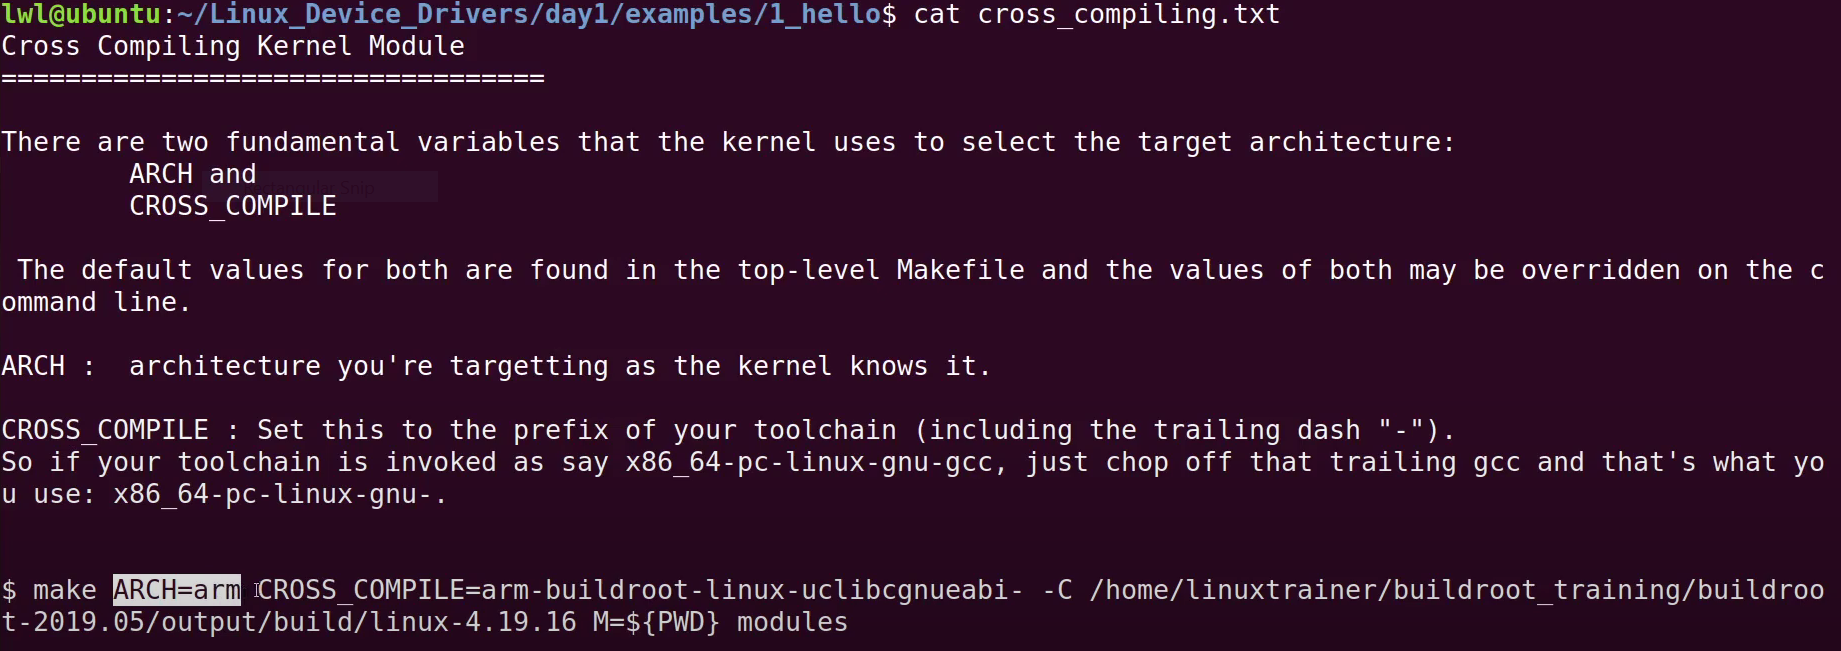 lwl@ubuntu:~/Linux_Device_Drivers/day1/examples/1_hello$ cat cross_compiling.txt
Cross Compiling Kernel Module
==================================
There are two fundamental variables that the kernel uses to select the target architecture:
ARCH and
Rectangular Snip
CROSS_COMPILE
The default values for both are found in the top-level Makefile and the values of both may be overridden on the c
ommand line.
ARCH :  architecture you're targetting as the kernel knows it.
CROSS_COMPILE : Set this to the prefix of your toolchain (including the trailing dash "-").
So if your toolchain is invoked as say x86_64-pc-linux-gnu-gcc, just chop off that trailing gcc and that's what yo
u use: x86_64-pc-linux-gnu-.
$ make ARCH=arm CROSS_COMPILE=arm-buildroot-linux-uclibcgnueabi- -C /home/linuxtrainer/buildroot_training/buildroo
t-2019.05/output/build/linux-4.19.16 M=${PWD} modules